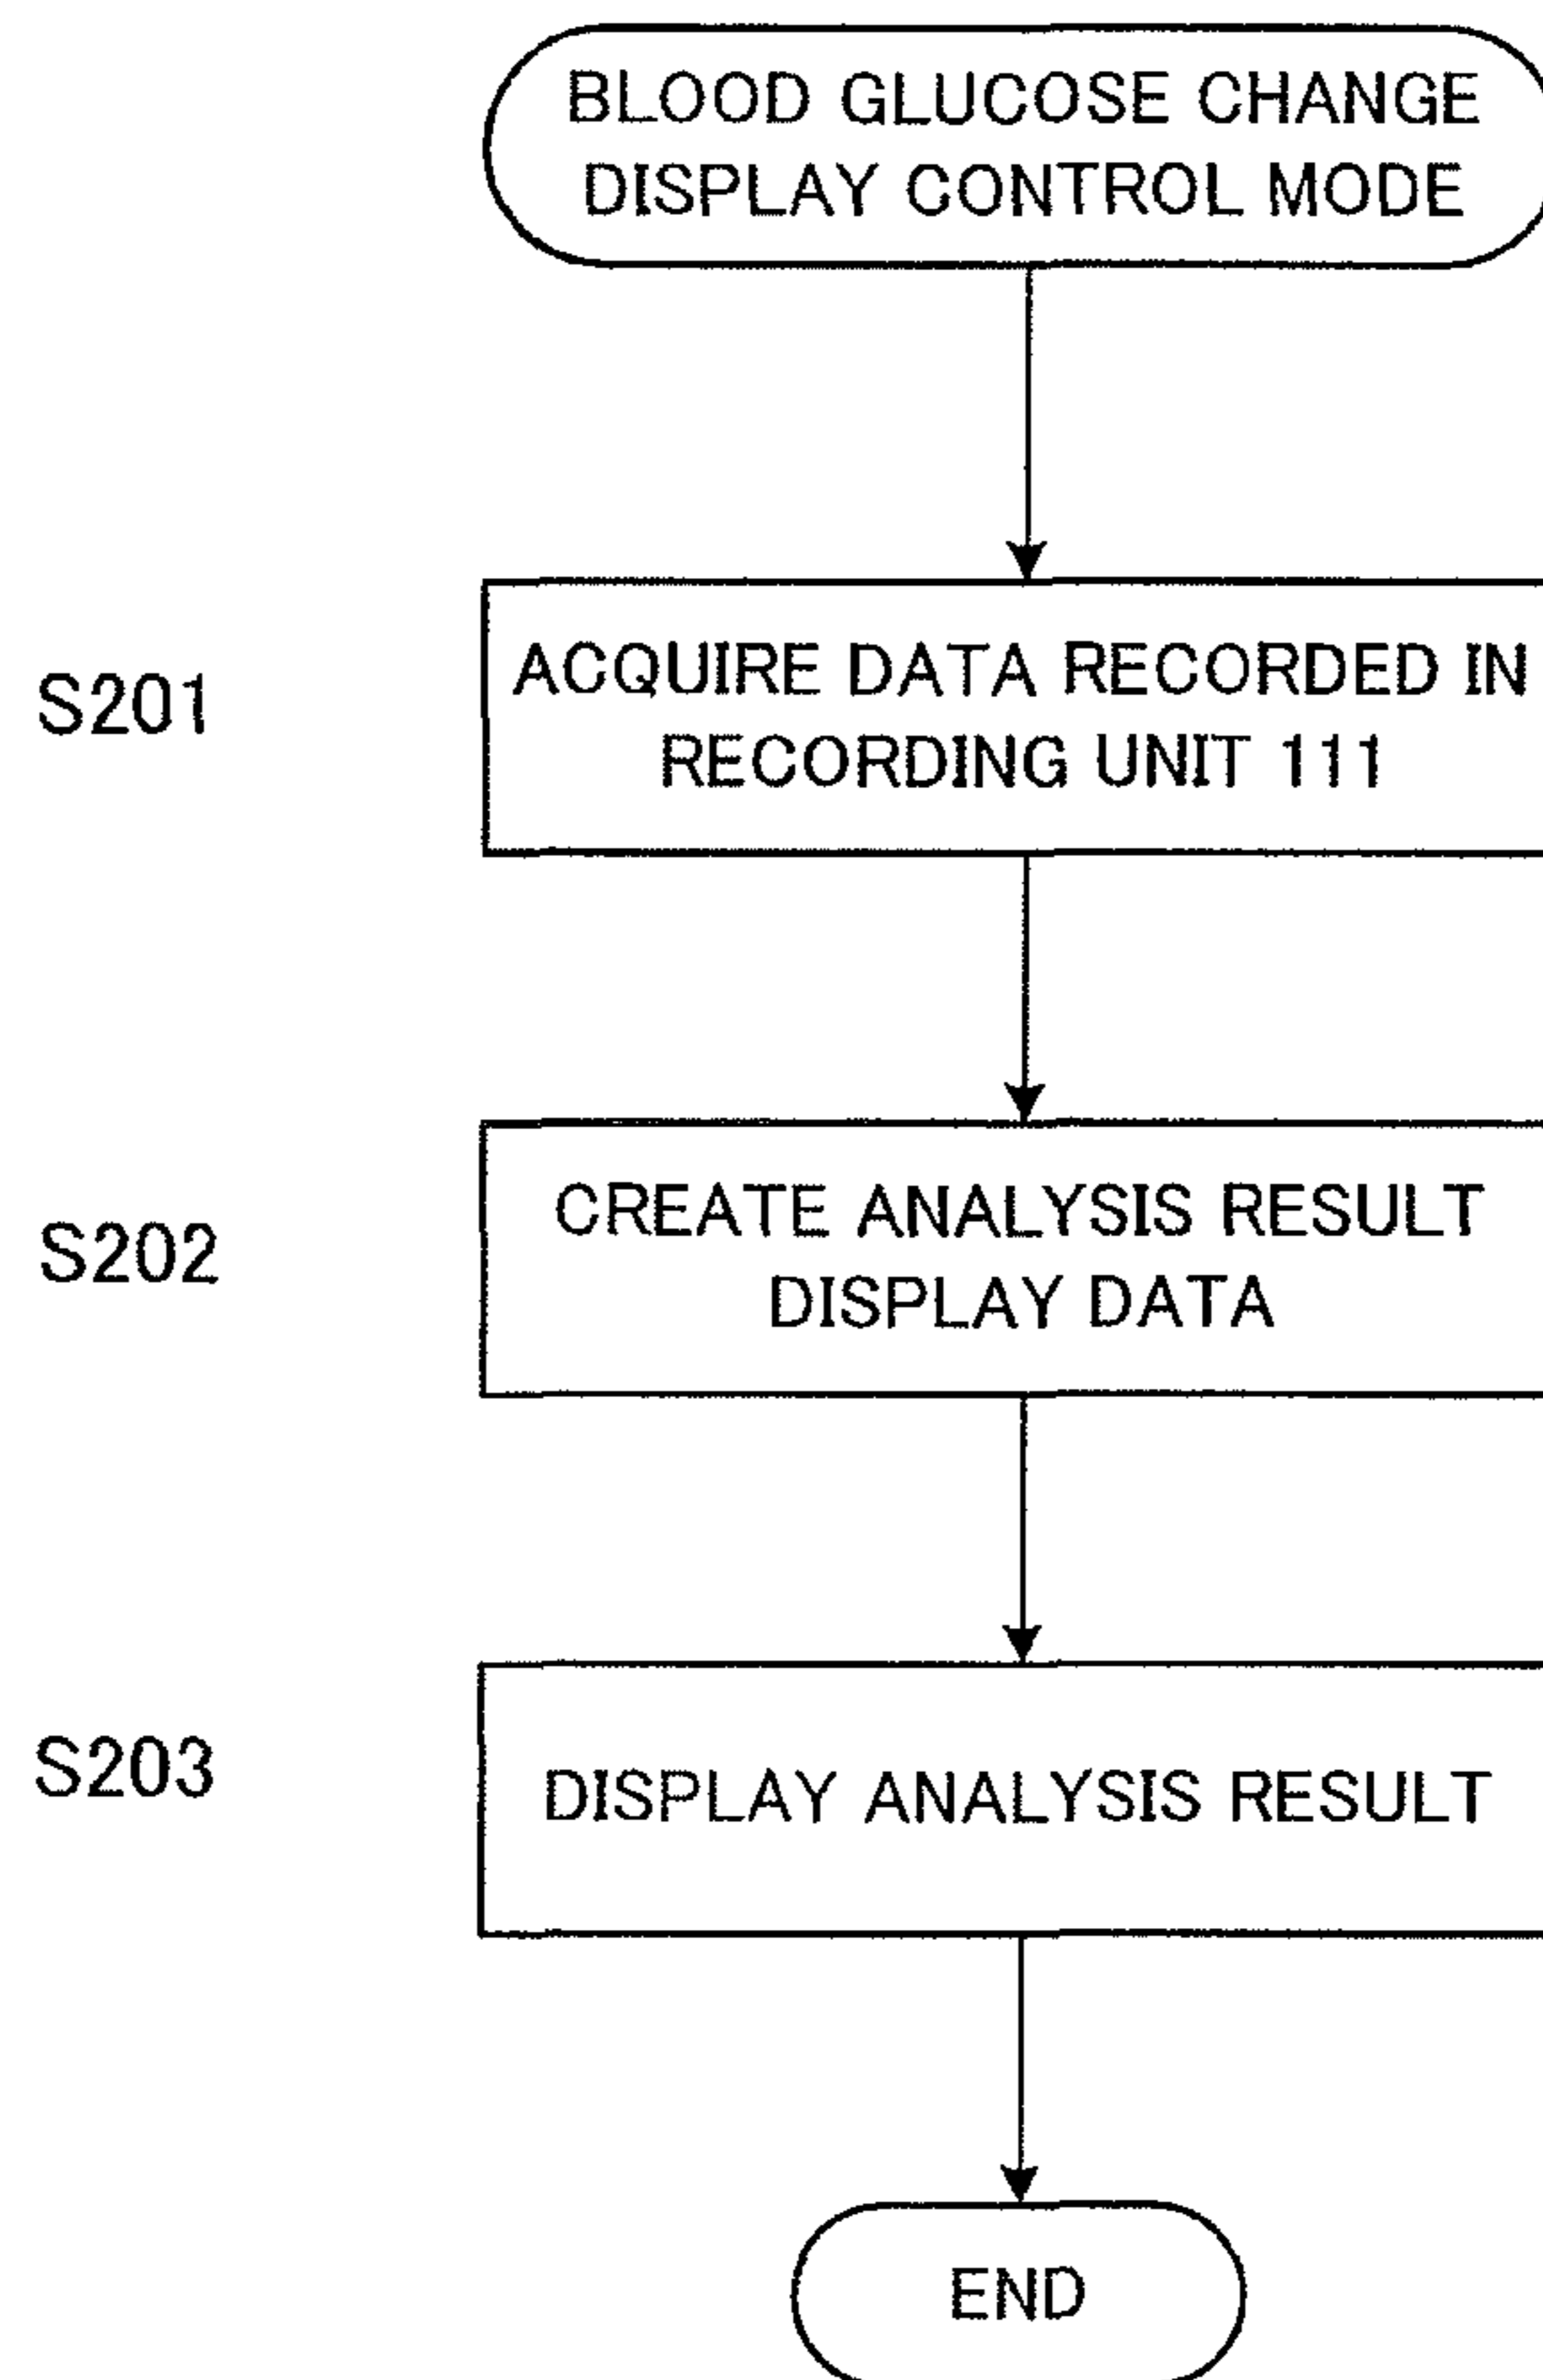 BLOOD GLUCOSE CHANGE
DISPLAY CONTROL MODE
S201
ACQUIRE DATA RECORDED IN
RECORDING UNIT 111
S202
CREATE ANALYSIS RESULT
DISPLAY DATA
S203
DISPLAY ANALYSIS RESULT
END